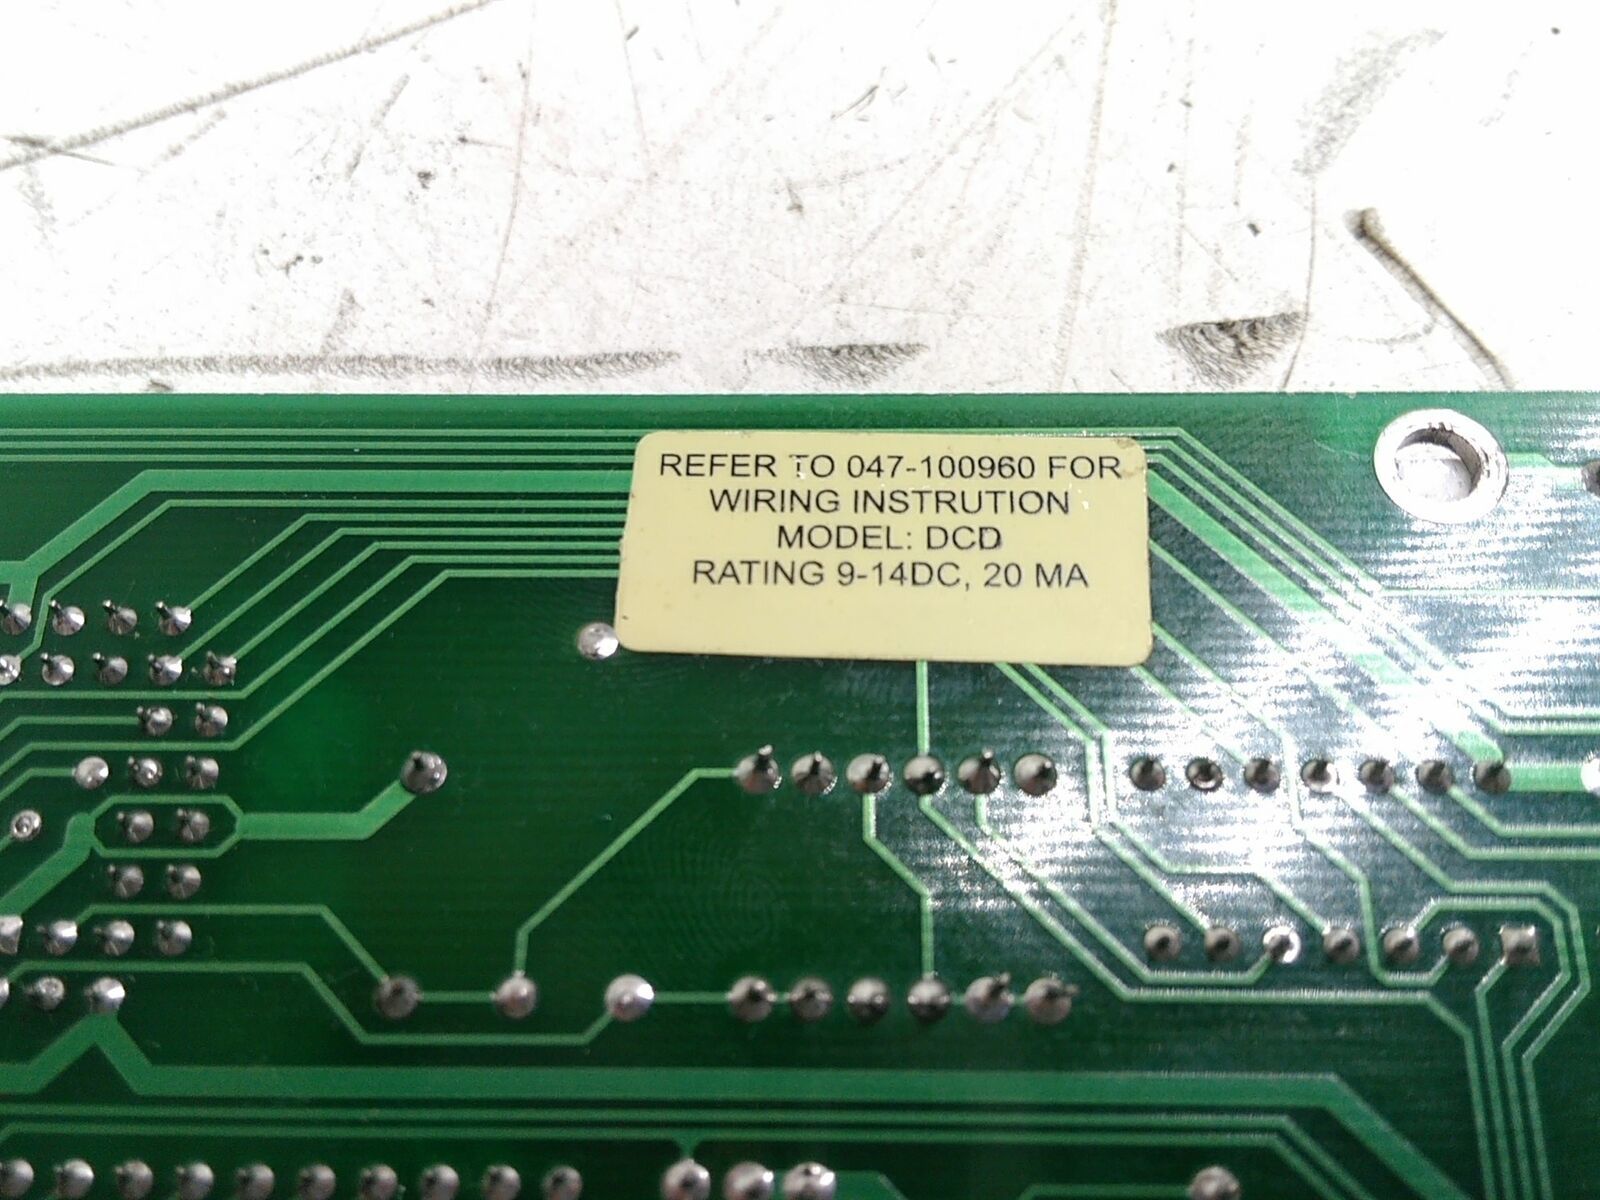 REFER TO 047-100960 FOR
WIRING INSTRUTION
MODEL: DCD
RATING 9-14DC, 20 MA